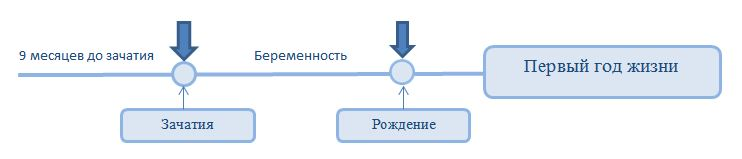 9 месяцев до зачатия
Беременность
Первый год жизни
Зачатия
Рождение